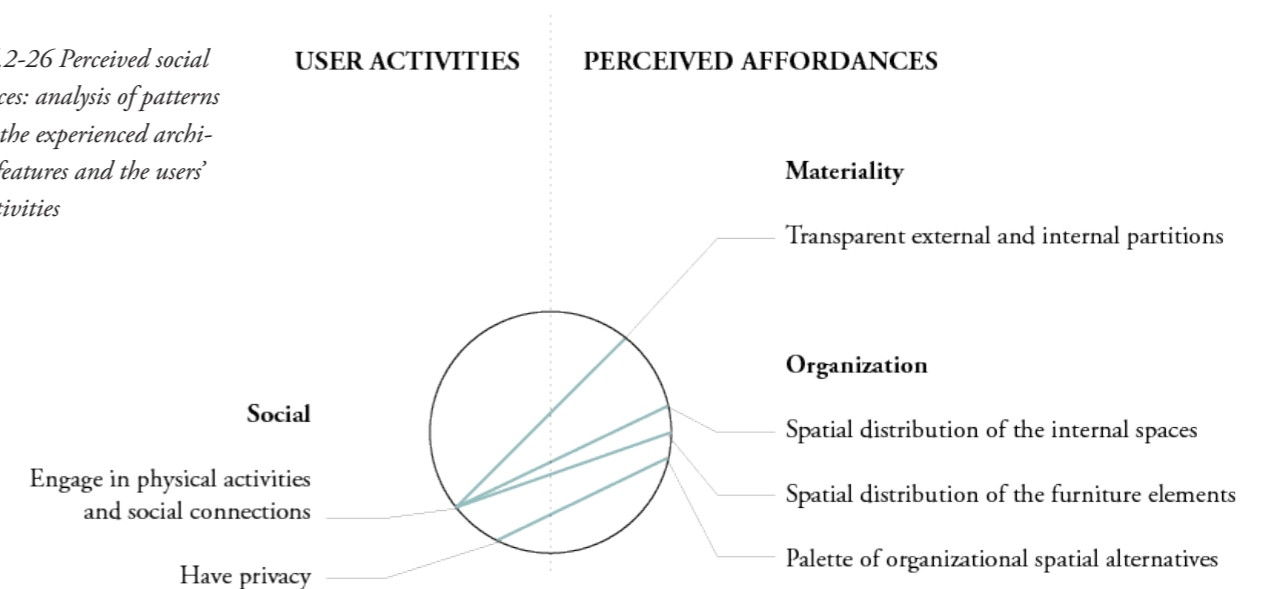 .2-26 Perceived social
ces: analysis of patterns
the experienced archi-
features and the users’
tivities
USER ACTIVITIES
PERCEIVED AFFORDANCES
Materiality
Transparent external and internal partitions
Organization
Spatial distribution of the internal spaces
Spatial distribution of the furniture elements
Palette of organizational spatial alternatives
Social
Engage in physical activities
and social connections
Have privacy